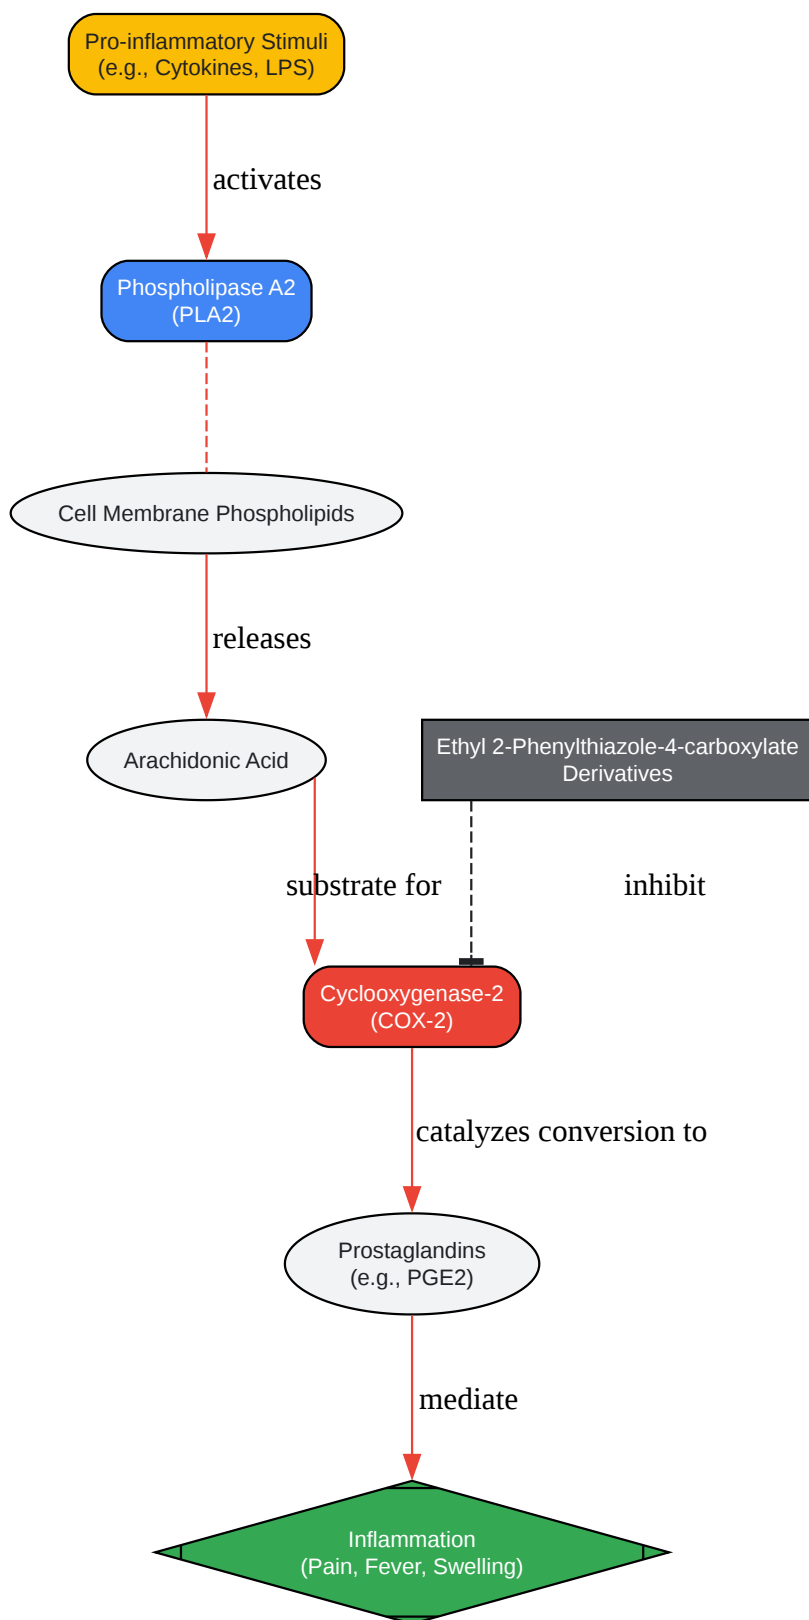 Pro-inflammatory Stimuli
(e.g., Cytokines, LPS)
activates
Phospholipase A2
(PLA2)
Cell Membrane Phospholipids
releases
Arachidonic Acid
Ethyl 2-Phenylthiazole-4-carboxylate
Derivatives
substrate for
inhibit
Cyclooxygenase-2
(COX-2)
catalyzes conversion to
Prostaglandins
(e.g., PGE2)
mediate
Inflammation
(Pain, Fever, Swelling)